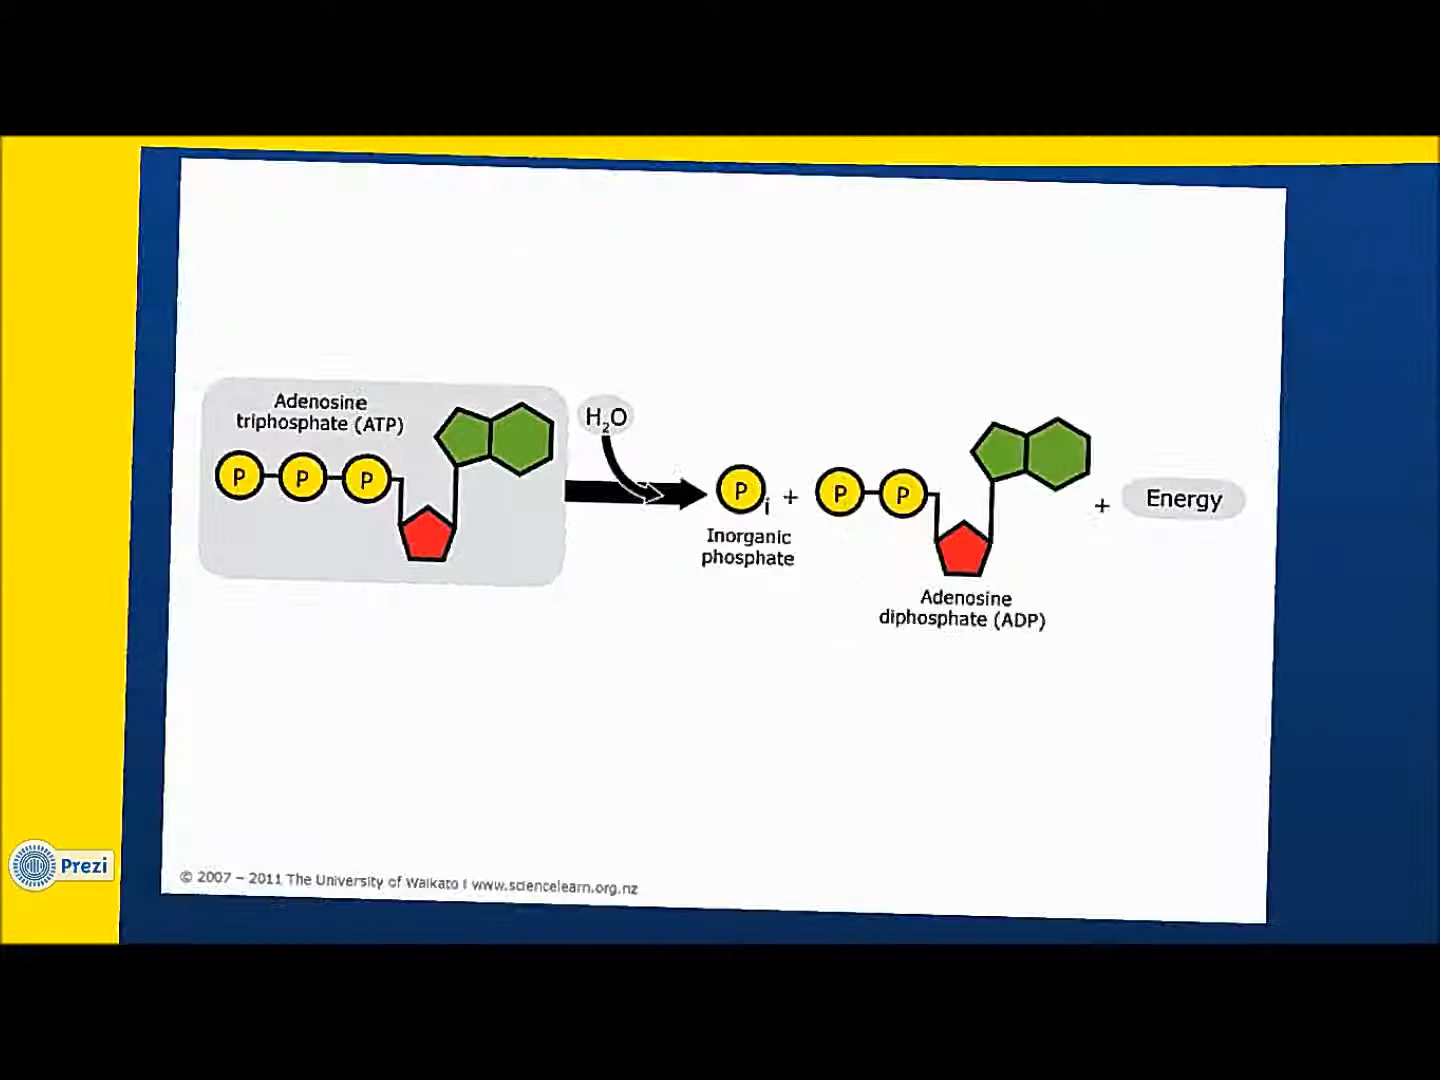 Adenosine
triphosphate (ATP)
P P P
H₂O
P i + P P + Energy
Inorganic
phosphate
Adenosine
diphosphate (ADP)
Prezi
© 2007 – 2011 The University of Waikato I www.sciencelearn.org.nz